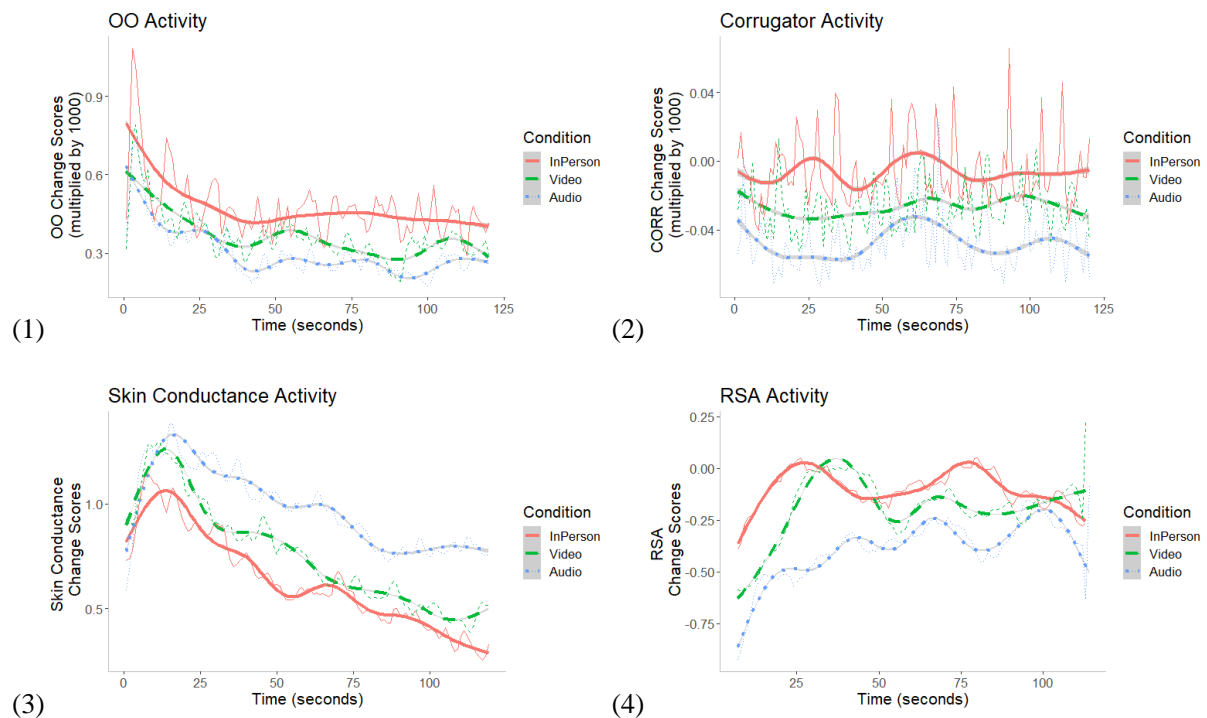 OO Activity
OO Change Scores
(multiplied by 1000)
0.9
0.6
0.3
0
25
50
75
100
125
Time (seconds)
Condition
InPerson
Video
Audio
(1)
Corrugator Activity
CORR Change Scores
(multiplied by 1000)
0.04
0.00
-0.04
0
25
50
75
100
125
Time (seconds)
Condition
InPerson
Video
Audio
(2)
Skin Conductance Activity
Skin Conductance
Change Scores
1.0
0.5
0
25
50
75
100
Time (seconds)
Condition
InPerson
Video
Audio
(3)
RSA Activity
RSA
Change Scores
0.25
0.00
-0.25
-0.50
-0.75
25
50
75
100
Time (seconds)
Condition
InPerson
Video
Audio
(4)